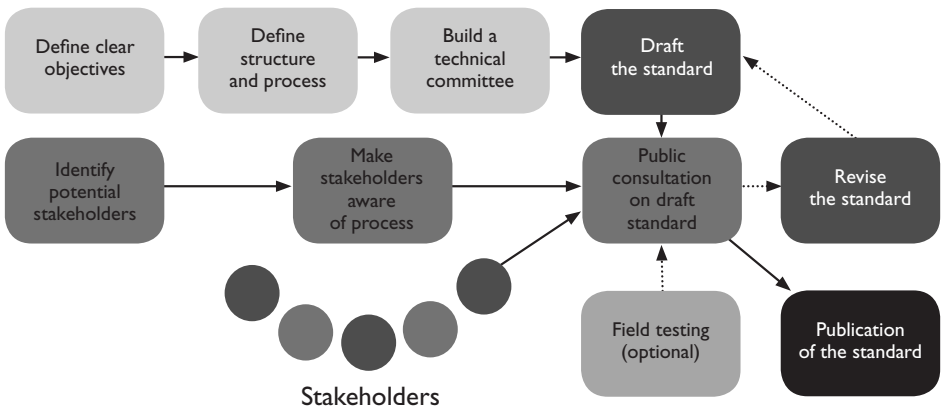 Define clear
objectives
Define
structure
and process
Build a
technical
committee
Draft
the standard
Identify
potential
stakeholders
Make
stakeholders
aware
of process
Public
consultation
on draft
standard
Revise
the standard
Field testing
(optional)
Publication
of the standard
Stakeholders